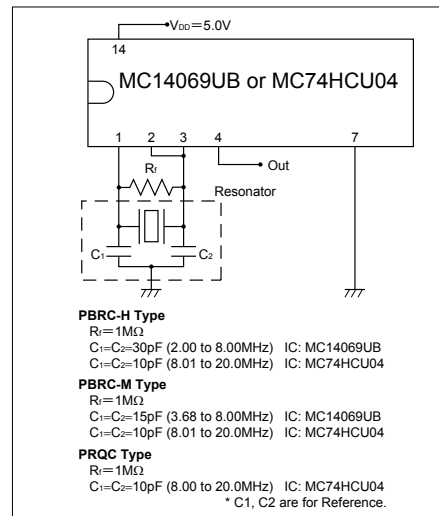 VDD=5.0V
14
MC14069UB or MC74HCU04
1 2 3 4 7
Out
Rf
Resonator
C1 C2
PBRC-H Type
Rf=1MΩ
C1=C2=30pF (2.00 to 8.00MHz) IC: MC14069UB
C1=C2=10pF (8.01 to 20.0MHz) IC: MC74HCU04
PBRC-M Type
Rf=1MΩ
C1=C2=15pF (3.68 to 8.00MHz) IC: MC14069UB
C1=C2=10pF (8.01 to 20.0MHz) IC: MC74HCU04
PRQC Type
Rf=1MΩ
C1=C2=10pF (8.00 to 20.0MHz) IC: MC74HCU04
* C1, C2 are for Reference.